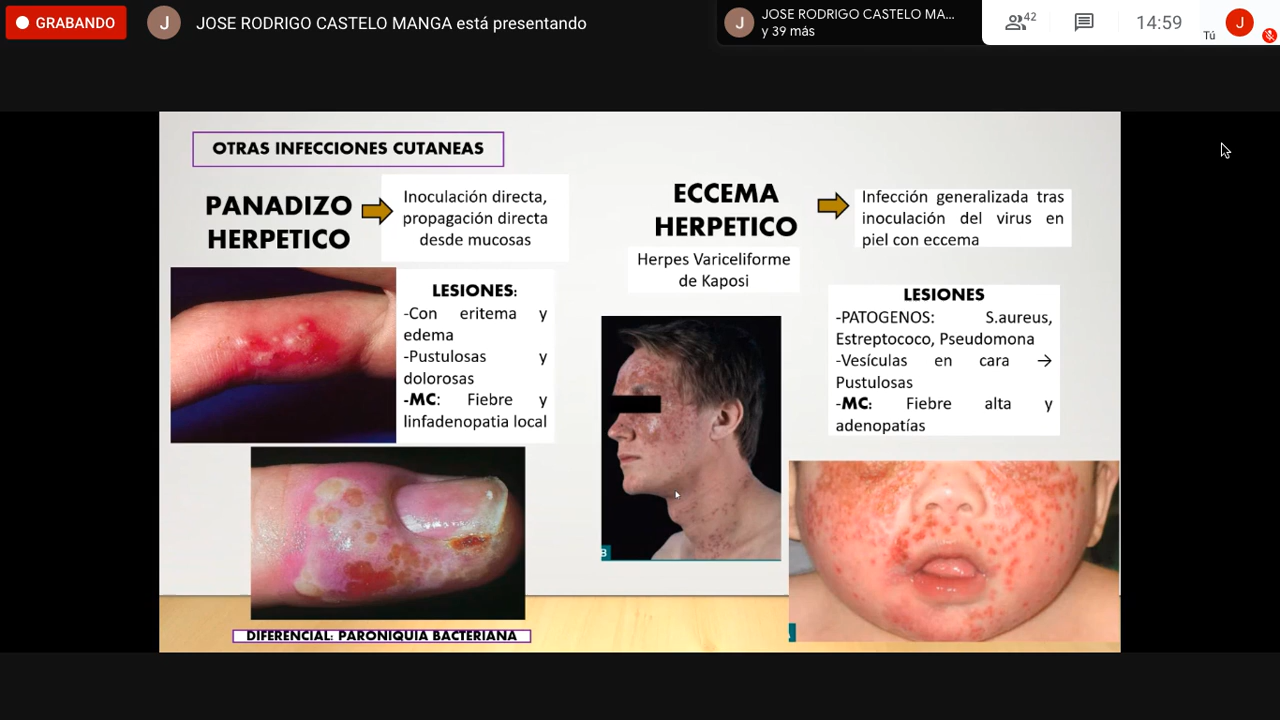 GRABANDO
J
JOSE RODRIGO CASTELO MANGA está presentando
J
JOSE RODRIGO CASTELO MA...
y 39 más
42
14:59
Tú
J
OTRAS INFECCIONES CUTANEAS
PANADIZO
HERPETICO
Inoculación directa,
propagación directa
desde mucosas
LESIONES:
-Con eritema y
edema
-Pustulosas y
dolorosas
-MC: Fiebre y
linfadenopatia local
DIFERENCIAL: PARONIQUIA BACTERIANA
ECCEMA
HERPETICO
Herpes Variceliforme
de Kaposi
Infección generalizada tras
inoculación del virus en
piel con eccema
LESIONES
-PATOGENOS: S.aureus,
Estreptococo, Pseudomona
-Vesículas en cara →
Pustulosas
-MC: Fiebre alta y
adenopatías
B